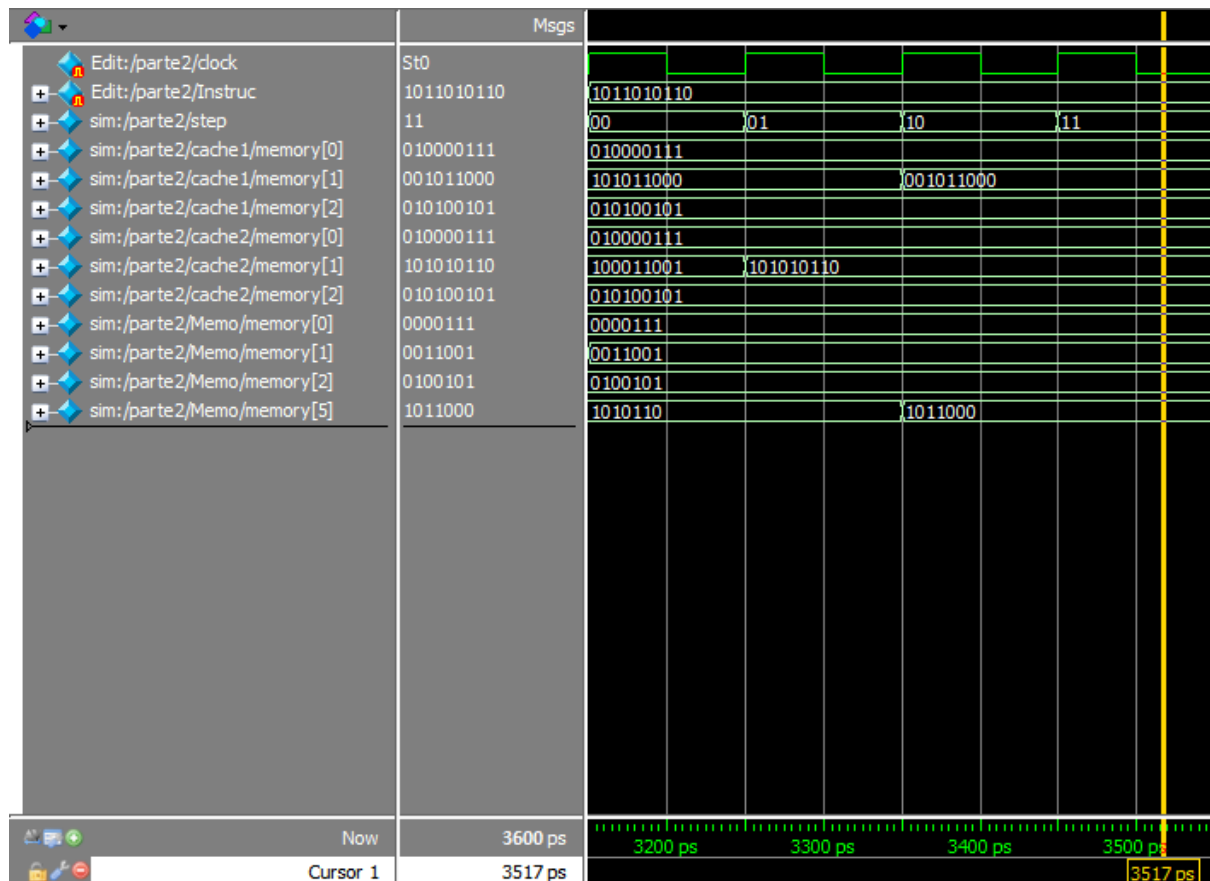 Msgs
Edit:/parte2/clock St0
Edit:/parte2/Instruc 1011010110 1011010110
sim:/parte2/step 11 00 01 10 11
sim:/parte2/cache1/memory[0] 010000111 010000111
sim:/parte2/cache1/memory[1] 001011000 101011000 001011000
sim:/parte2/cache1/memory[2] 010100101 010100101
sim:/parte2/cache2/memory[0] 010000111 010000111
sim:/parte2/cache2/memory[1] 101010110 100011001 101010110
sim:/parte2/cache2/memory[2] 010100101 010100101
sim:/parte2/Memo/memory[0] 0000111 0000111
sim:/parte2/Memo/memory[1] 0011001 0011001
sim:/parte2/Memo/memory[2] 0100101 0100101
sim:/parte2/Memo/memory[5] 1011000 1010110 1011000
Now 3600 ps 3200 ps 3300 ps 3400 ps 3500 ps
Cursor 1 3517 ps 3517 ps